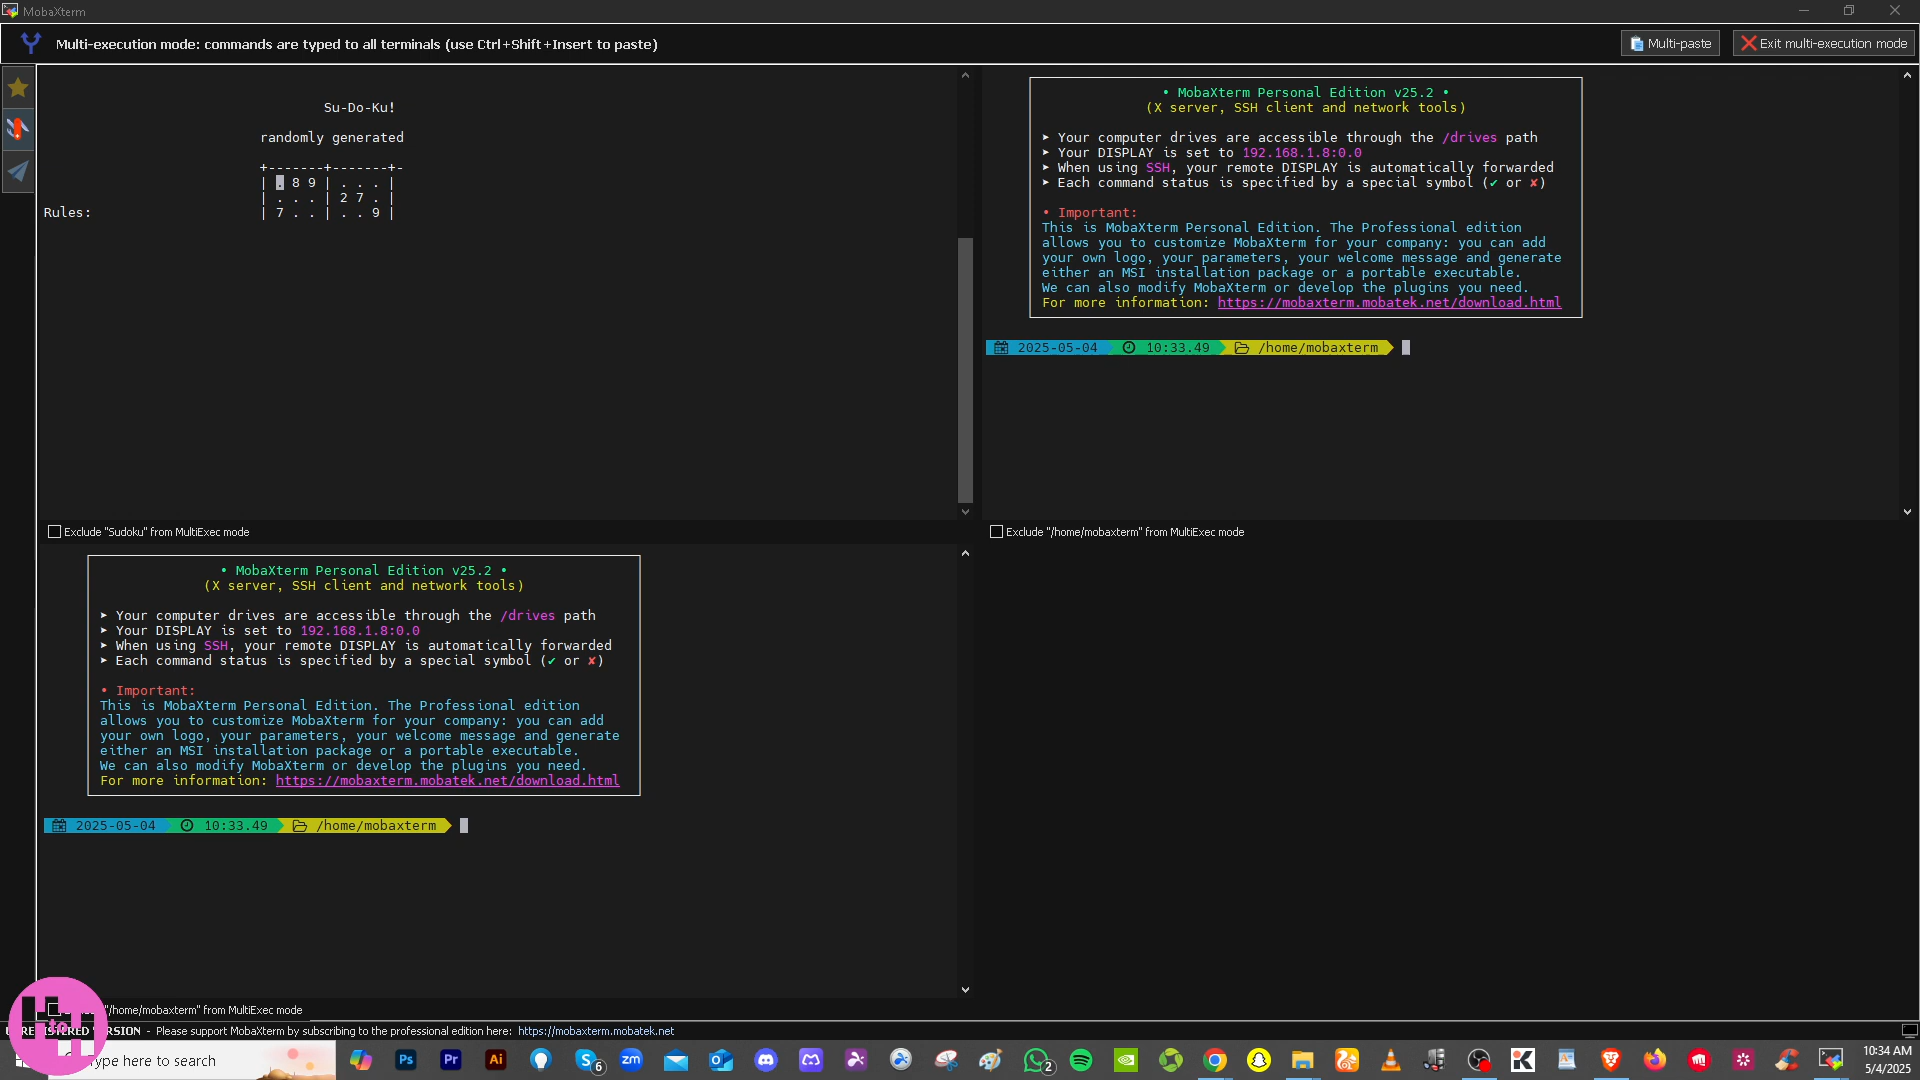 MobaXterm
Multi-execution mode: commands are typed to all terminals (use Ctrl+Shift+Insert to paste)
Multi-paste
Exit multi-execution mode
Su-Do-Ku!
randomly generated
+-------+-------+-
| . 8 9 | . . . |
| . . . | 2 7 . |
Rules: | 7 . . | . . 9 |
Exclude "Sudoku" from MultiExec mode
• MobaXterm Personal Edition v25.2 •
(X server, SSH client and network tools)
➤ Your computer drives are accessible through the /drives path
➤ Your DISPLAY is set to 192.168.1.8:0.0
➤ When using SSH, your remote DISPLAY is automatically forwarded
➤ Each command status is specified by a special symbol (✔ or ✘)
• Important:
This is MobaXterm Personal Edition. The Professional edition
allows you to customize MobaXterm for your company: you can add
your own logo, your parameters, your welcome message and generate
either an MSI installation package or a portable executable.
We can also modify MobaXterm or develop the plugins you need.
For more information: https://mobaxterm.mobatek.net/download.html
2025-05-04 10:33.49 /home/mobaxterm
Exclude "/home/mobaxterm" from MultiExec mode
• MobaXterm Personal Edition v25.2 •
(X server, SSH client and network tools)
➤ Your computer drives are accessible through the /drives path
➤ Your DISPLAY is set to 192.168.1.8:0.0
➤ When using SSH, your remote DISPLAY is automatically forwarded
➤ Each command status is specified by a special symbol (✔ or ✘)
• Important:
This is MobaXterm Personal Edition. The Professional edition
allows you to customize MobaXterm for your company: you can add
your own logo, your parameters, your welcome message and generate
either an MSI installation package or a portable executable.
We can also modify MobaXterm or develop the plugins you need.
For more information: https://mobaxterm.mobatek.net/download.html
2025-05-04 10:33.49 /home/mobaxterm
"/home/mobaxterm" from MultiExec mode
- Please support MobaXterm by subscribing to the professional edition here: https://mobaxterm.mobatek.net
H to H
Type here to search
Ps
Pr
Ai
6
zm
2
10:34 AM
5/4/2025